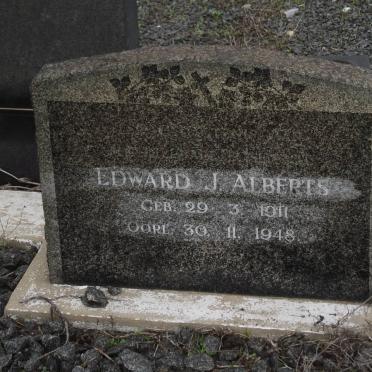 EDWARD J. ALBERTS
GEB. 29. 3. 1911
OORL. 30. 11. 1948.